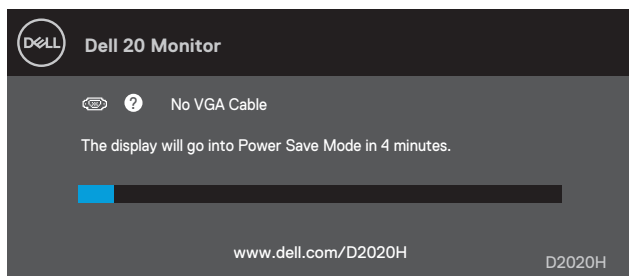 DELL
Dell 20 Monitor
? No VGA Cable
The display will go into Power Save Mode in 4 minutes.
www.dell.com/D2020H
D2020H